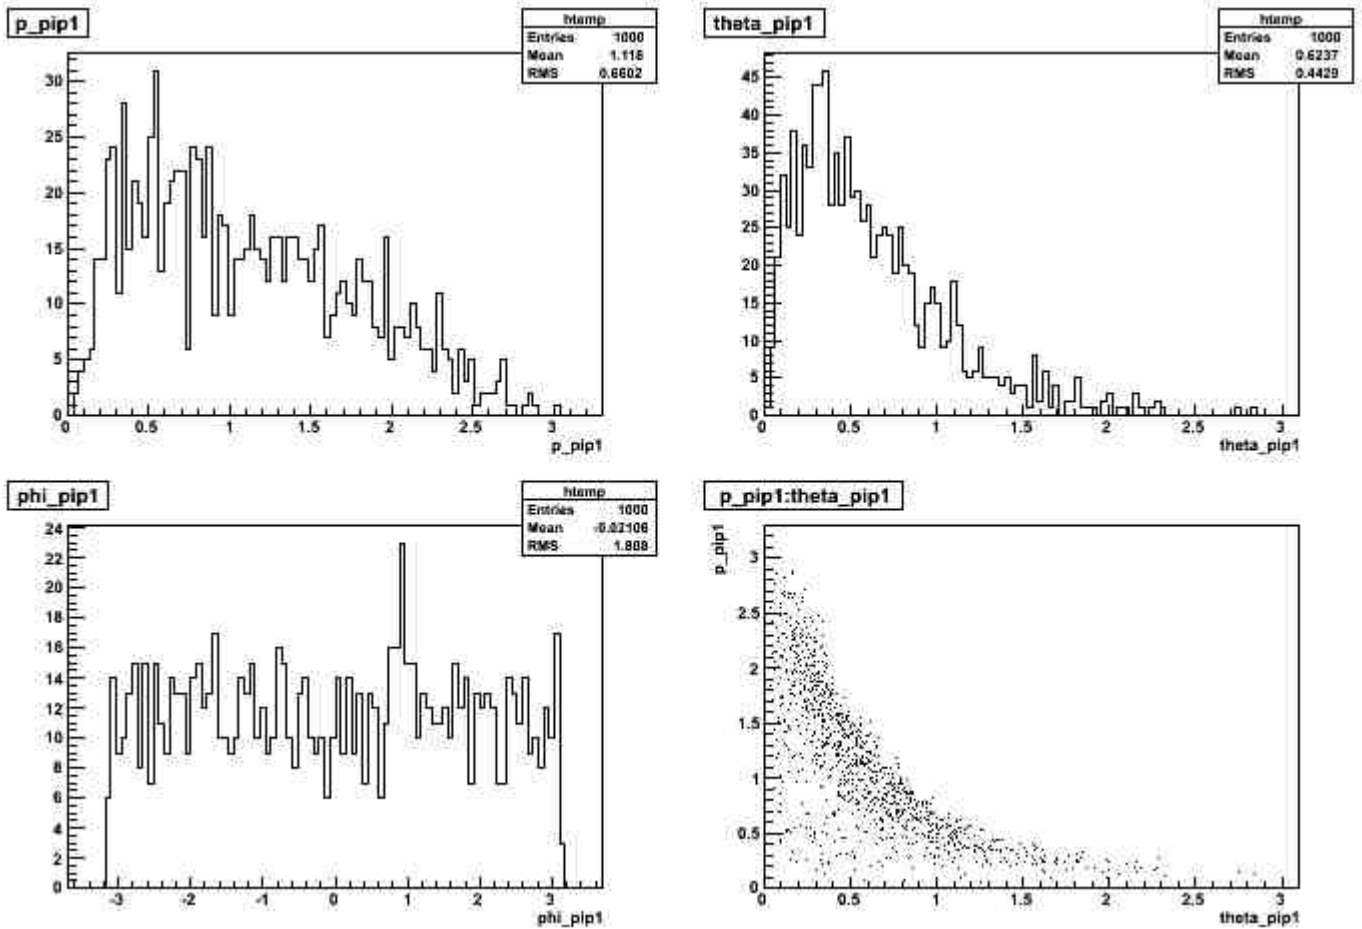 p_pip1
htemp
Entries 1000
Mean 1.118
RMS 0.6602
30
25
20
15
10
5
0
0 0.5 1 1.5 2 2.5 3
p_pip1
theta_pip1
htemp
Entries 1000
Mean 0.6237
RMS 0.4429
45
40
35
30
25
20
15
10
5
0
0 0.5 1 1.5 2 2.5 3
theta_pip1
phi_pip1
htemp
Entries 1000
Mean -0.02106
RMS 1.808
24
22
20
18
16
14
12
10
8
6
4
2
0
-3 -2 -1 0 1 2 3
phi_pip1
p_pip1:theta_pip1
p_pip1
3
2.5
2
1.5
1
0.5
0
0 0.5 1 1.5 2 2.5 3
theta_pip1